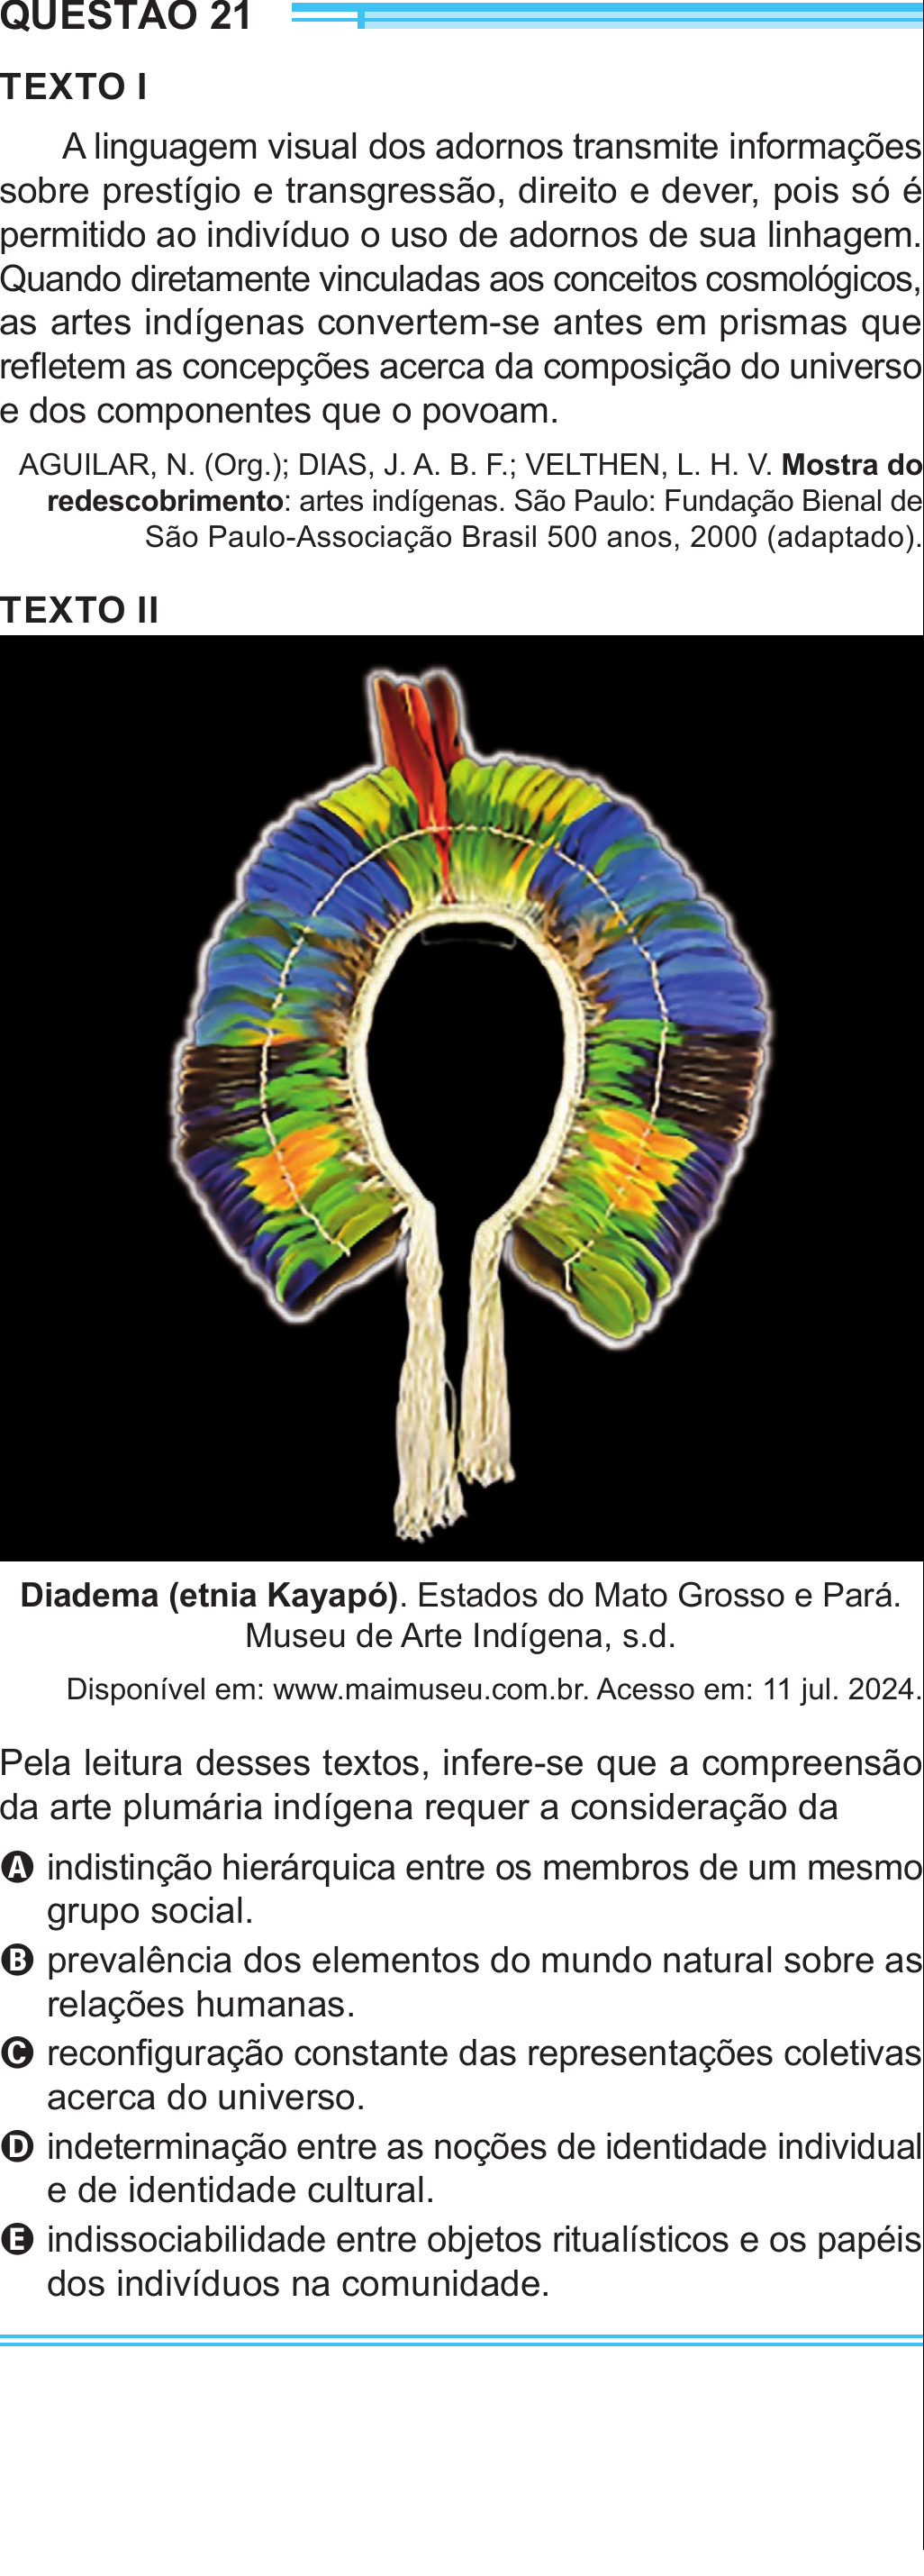 QUESTÃO 21
TEXTO I
A linguagem visual dos adornos transmite informações
sobre prestígio e transgressão, direito e dever, pois só é
permitido ao indivíduo o uso de adornos de sua linhagem.
Quando diretamente vinculadas aos conceitos cosmológicos,
as artes indígenas convertem-se antes em prismas que
refletem as concepções acerca da composição do universo
e dos componentes que o povoam.
AGUILAR, N. (Org.); DIAS, J. A. B. F.; VELTHEN, L. H. V. Mostra do
redescobrimento: artes indígenas. São Paulo: Fundação Bienal de
São Paulo-Associação Brasil 500 anos, 2000 (adaptado).
TEXTO II
Diadema (etnia Kayapó). Estados do Mato Grosso e Pará.
Museu de Arte Indígena, s.d.
Disponível em: www.maimuseu.com.br. Acesso em: 11 jul. 2024.
Pela leitura desses textos, infere-se que a compreensão
da arte plumária indígena requer a consideração da
A indistinção hierárquica entre os membros de um mesmo
grupo social.
B prevalência dos elementos do mundo natural sobre as
relações humanas.
C reconfiguração constante das representações coletivas
acerca do universo.
D indeterminação entre as noções de identidade individual
e de identidade cultural.
E indissociabilidade entre objetos ritualísticos e os papéis
dos indivíduos na comunidade.